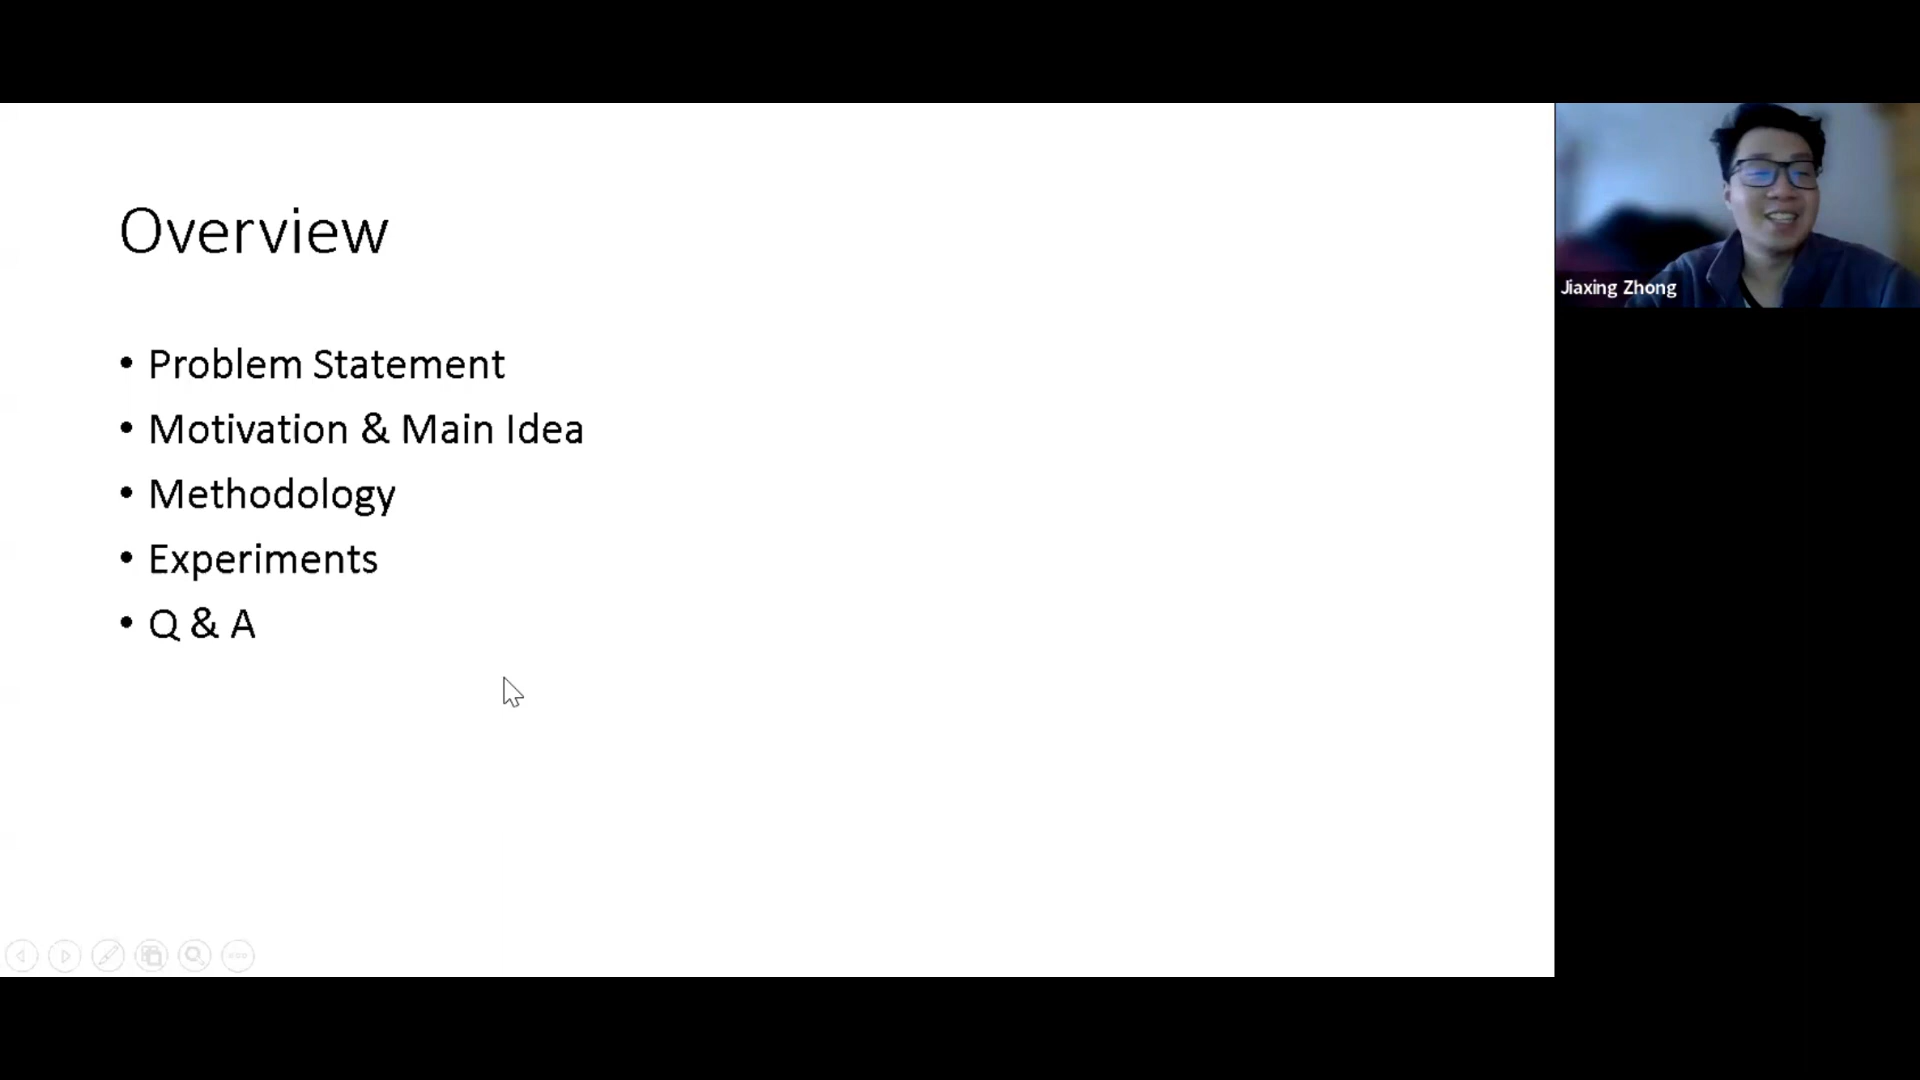 Overview
• Problem Statement
• Motivation & Main Idea
• Methodology
• Experiments
• Q & A
Jiaxing Zhong